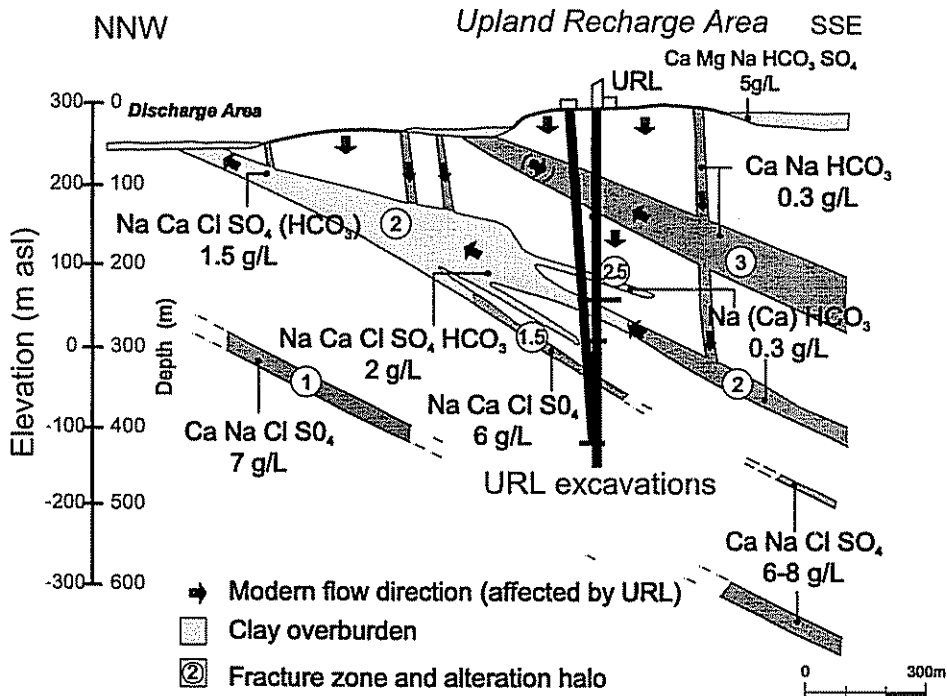 NNW
Upland Recharge Area
SSE
Ca Mg Na HCO₃ SO₄
5g/L
URL
300 0
Discharge Area
200 100
Ca Na HCO₃
0.3 g/L
Na Ca Cl SO₄ (HCO₃)
1.5 g/L
2
3
100 200
2.5
Elevation (m asl)
Depth (m)
Na (Ca) HCO₃
0.3 g/L
Na Ca Cl SO₄ HCO₃
2 g/L
1.5
0 300
1
2
-100 400
Na Ca Cl S0₄
6 g/L
Ca Na Cl S0₄
7 g/L
URL excavations
-200 500
Ca Na Cl SO₄
6-8 g/L
-300 600
Modern flow direction (affected by URL)
Clay overburden
2 Fracture zone and alteration halo
0 300m